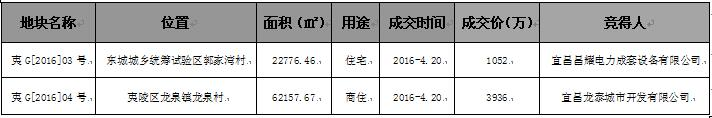 地块名称 位置 面积（㎡） 用途 成交时间 成交价(万) 竞得人
夷G[2016]03 号 东城城乡统筹试验区郭家湾村 22776.46 住宅 2016-4.20 1052 宜昌昌耀电力成套设备有限公司
夷G[2016]04 号 夷陵区龙泉镇龙泉村 62157.67 商住 2016-4.20 3936 宜昌龙泰城市开发有限公司